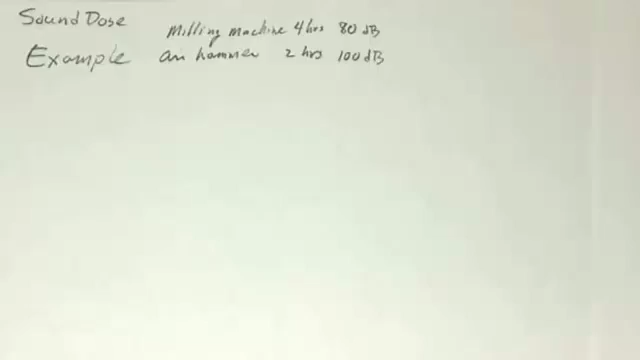 Sound Dose
Milling machine 4 hrs 80 dB
Example
air hammer 2 hrs 100 dB